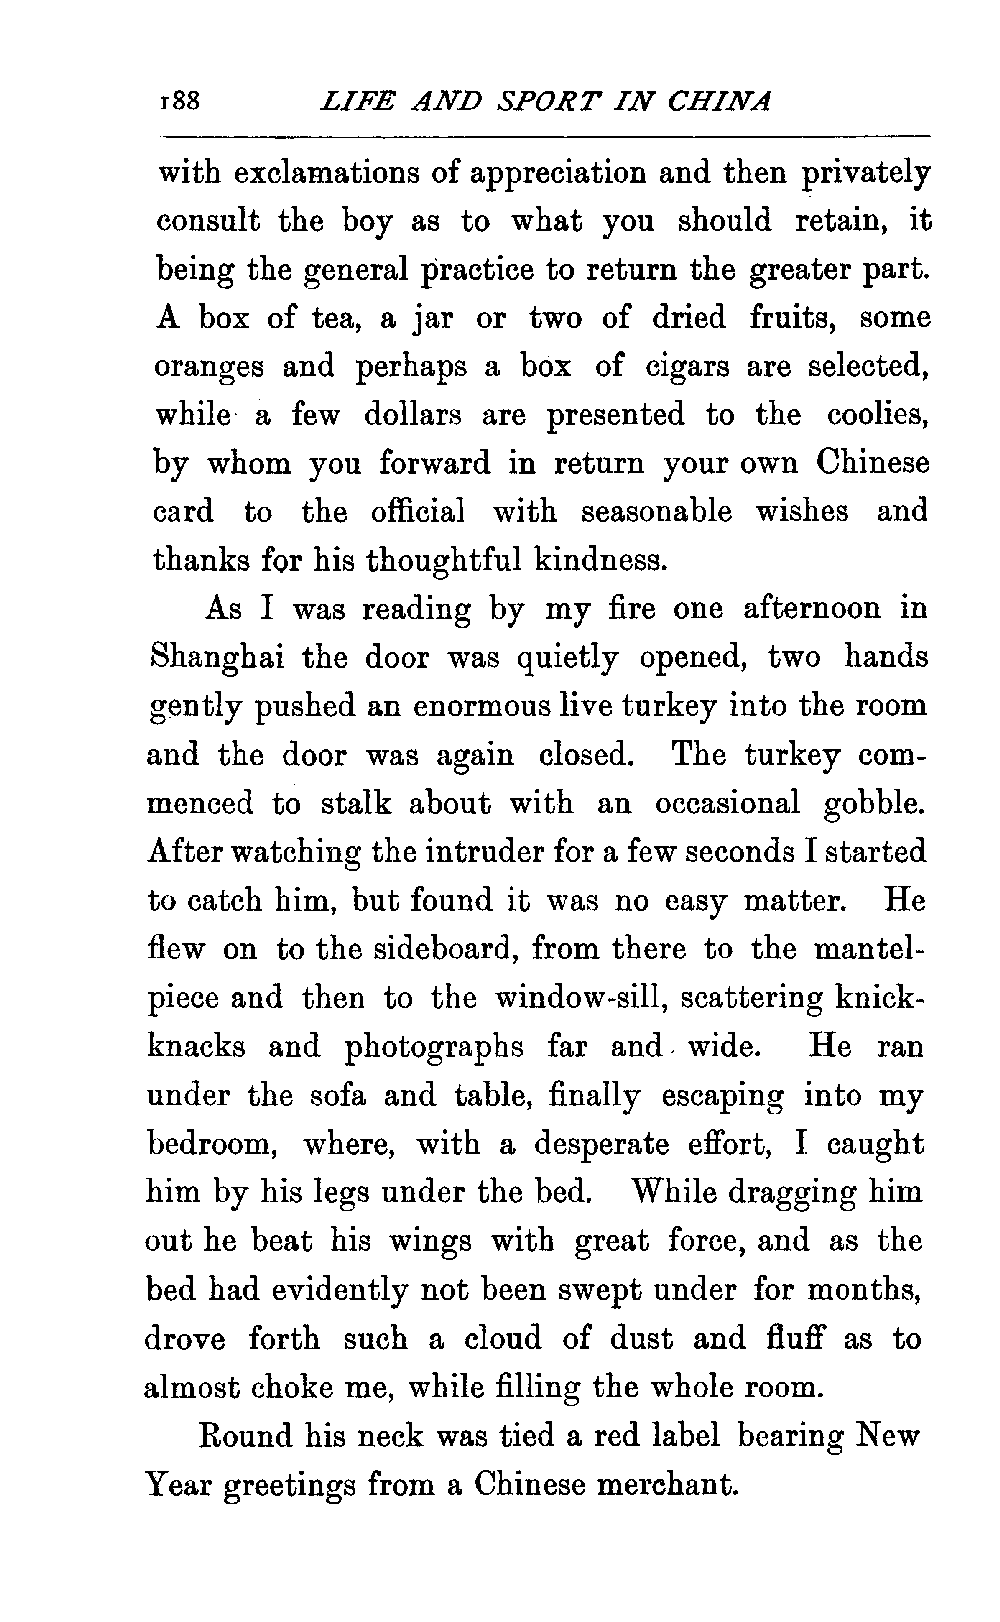 188 LIFE AND SPORT IN CHINA
with exclamations of appreciation and then privately
consult the boy as to what you should retain, it
being the general practice to return the greater part.
A box of tea, a jar or two of dried fruits, some
oranges and perhaps a box of cigars are selected,
while a few dollars are presented to the coolies,
by whom you forward in return your own Chinese
card to the official with seasonable wishes and
thanks for his thoughtful kindness.
As I was reading by my fire one afternoon in
Shanghai the door was quietly opened, two hands
gently pushed an enormous live turkey into the room
and the door was again closed. The turkey com-
menced to stalk about with an occasional gobble.
After watching the intruder for a few seconds I started
to catch him, but found it was no easy matter. He
flew on to the sideboard, from there to the mantel-
piece and then to the window-sill, scattering knick-
knacks and photographs far and wide. He ran
under the sofa and table, finally escaping into my
bedroom, where, with a desperate effort, I caught
him by his legs under the bed. While dragging him
out he beat his wings with great force, and as the
bed had evidently not been swept under for months,
drove forth such a cloud of dust and fluff as to
almost choke me, while filling the whole room.
Round his neck was tied a red label bearing New
Year greetings from a Chinese merchant.